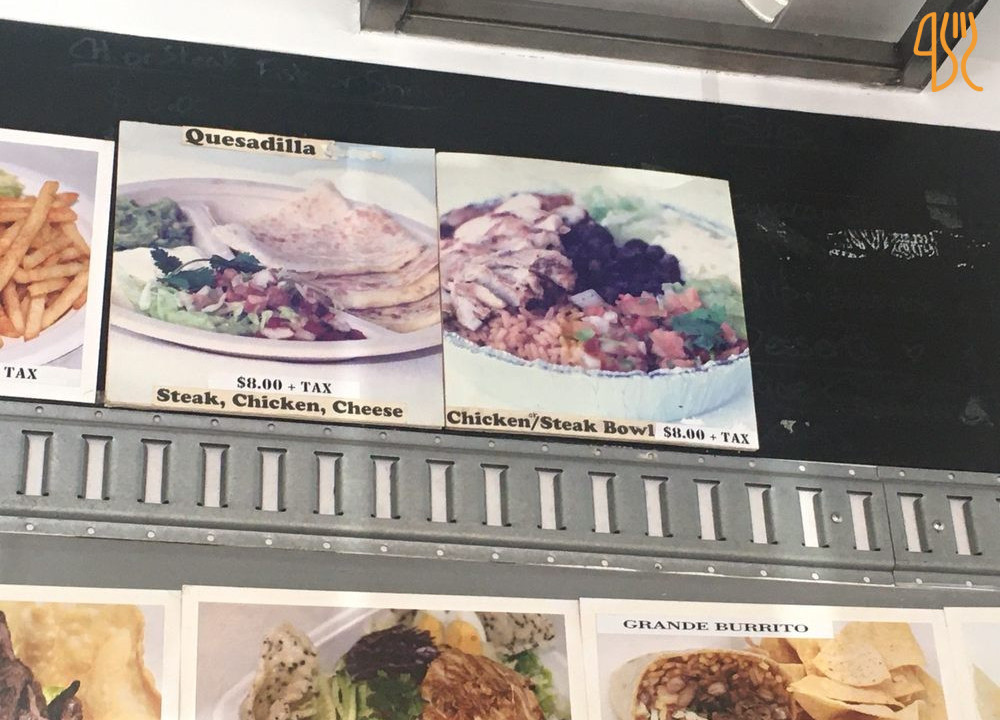 Quesadilla
TAX
$8.00 + TAX
Steak, Chicken, Cheese
Chicken/Steak Bowl $8.00 + TAX
GRANDE BURRITO